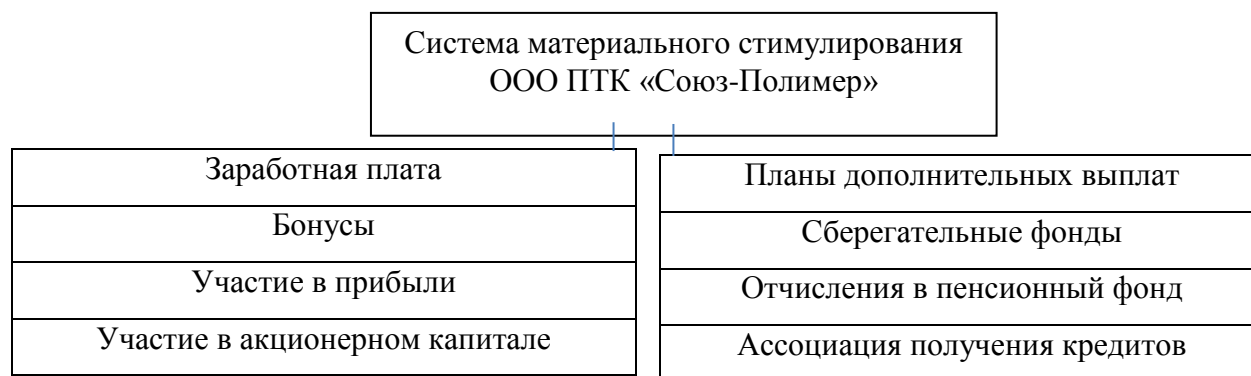 Система материального стимулирования
ООО ПТК «Союз-Полимер»
Заработная плата
Бонусы
Участие в прибыли
Участие в акционерном капитале
Планы дополнительных выплат
Сберегательные фонды
Отчисления в пенсионный фонд
Ассоциация получения кредитов